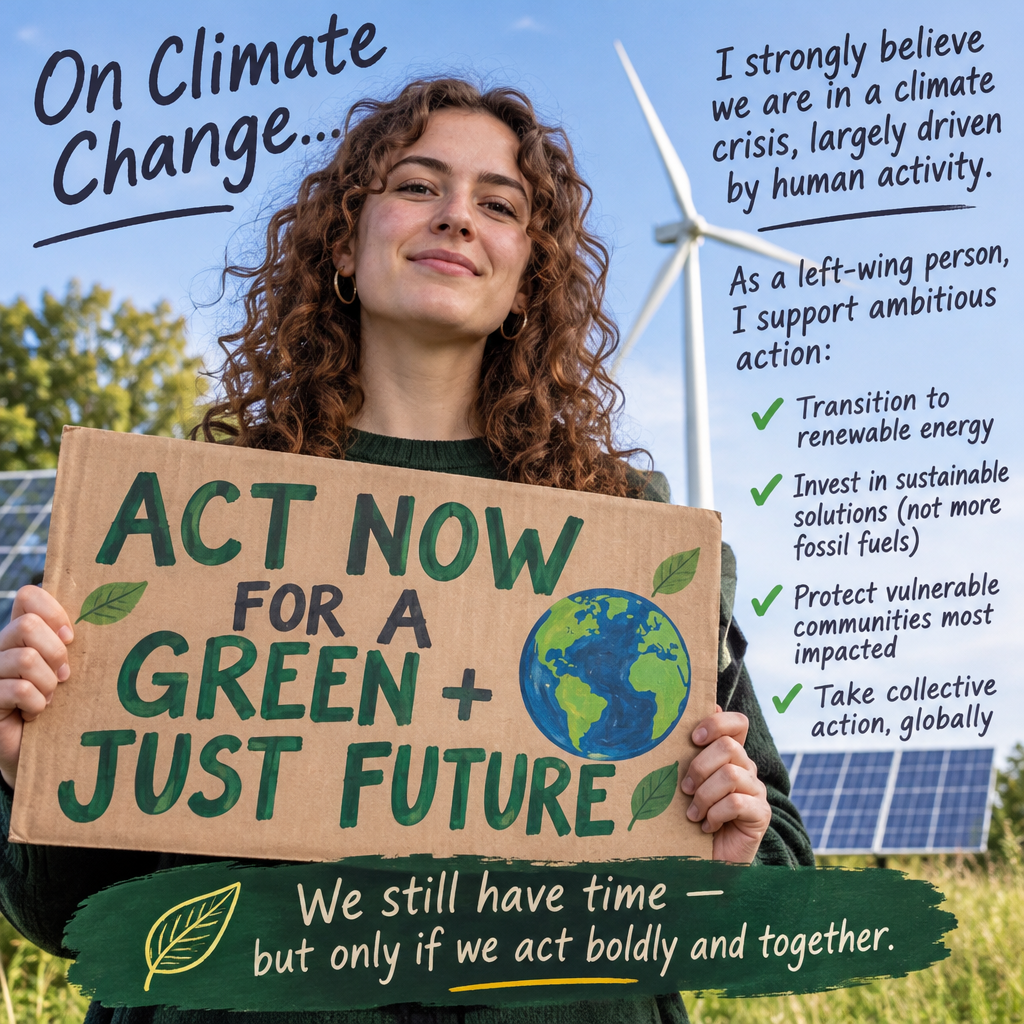 On Climate
Change...
I strongly believe
we are in a climate
crisis, largely driven
by human activity.
As a left-wing person,
I support ambitious
action:
Transition to
renewable energy
Invest in sustainable
solutions (not more
fossil fuels)
Protect vulnerable
communities most
impacted
Take collective
action, globally
ACT NOW
FOR A
GREEN +
JUST FUTURE
We still have time —
but only if we act boldly and together.